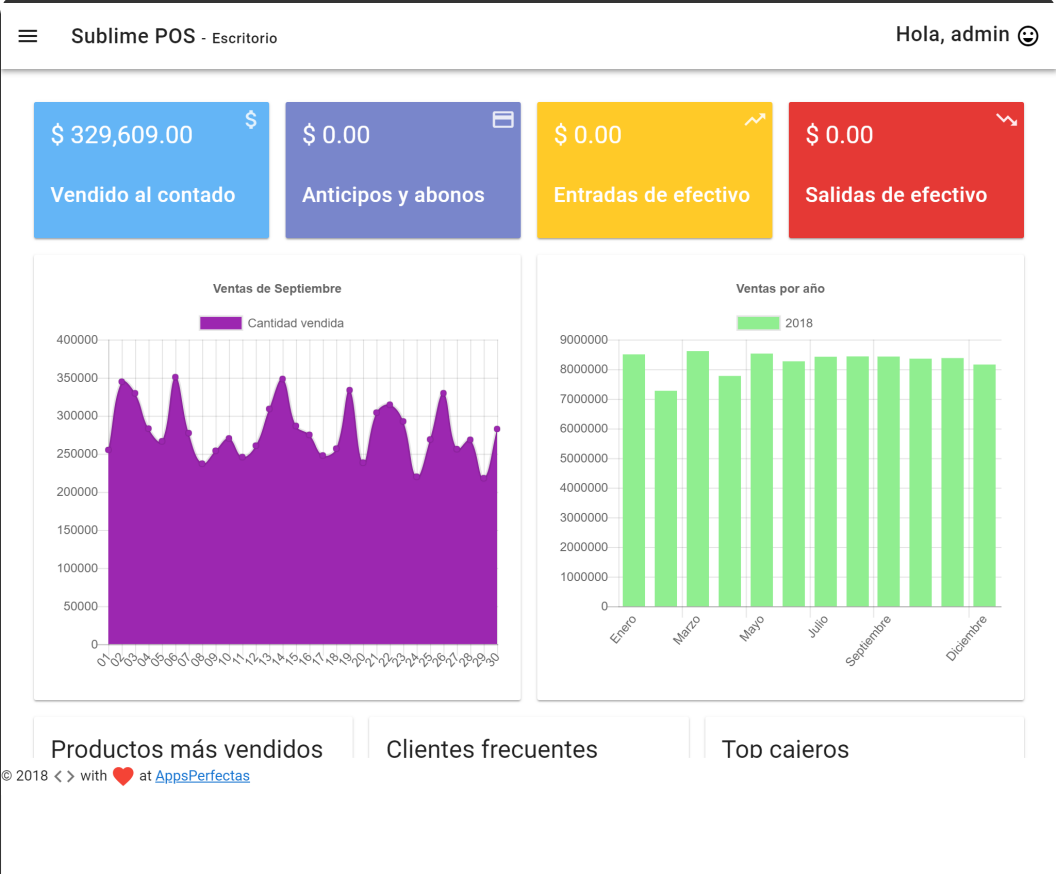 Sublime POS - Escritorio
Hola, admin
$ 329,609.00
Vendido al contado
$ 0.00
Anticipos y abonos
$ 0.00
Entradas de efectivo
$ 0.00
Salidas de efectivo
Ventas de Septiembre
Cantidad vendida
400000
350000
300000
250000
200000
150000
100000
50000
0
01 02 03 04 05 06 07 08 09 10 11 12 13 14 15 16 17 18 19 20 21 22 23 24 25 26 27 28 29 30
Ventas por año
2018
9000000
8000000
7000000
6000000
5000000
4000000
3000000
2000000
1000000
0
Enero Marzo Mayo Julio Septiembre Diciembre
Productos más vendidos
Clientes frecuentes
Top cajeros
© 2018 <> with ❤ at AppsPerfectas